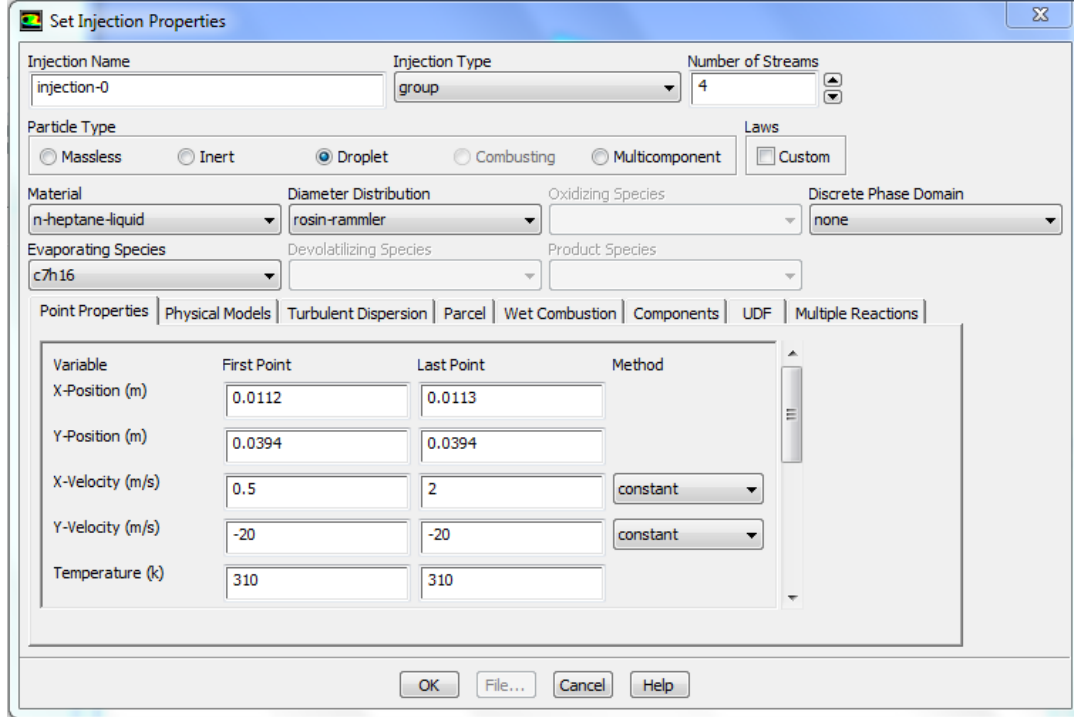 Set Injection Properties
Injection Name Injection Type Number of Streams
injection-0 group 4
Particle Type Laws
Massless Inert Droplet Combusting Multicomponent Custom
Material Diameter Distribution Oxidizing Species Discrete Phase Domain
n-heptane-liquid rosin-rammler none
Evaporating Species Devolatilizing Species Product Species
c7h16
Point Properties Physical Models Turbulent Dispersion Parcel Wet Combustion Components UDF Multiple Reactions
Variable First Point Last Point Method
X-Position (m) 0.0112 0.0113
Y-Position (m) 0.0394 0.0394
X-Velocity (m/s) 0.5 2 constant
Y-Velocity (m/s) -20 -20 constant
Temperature (k) 310 310
OK File... Cancel Help